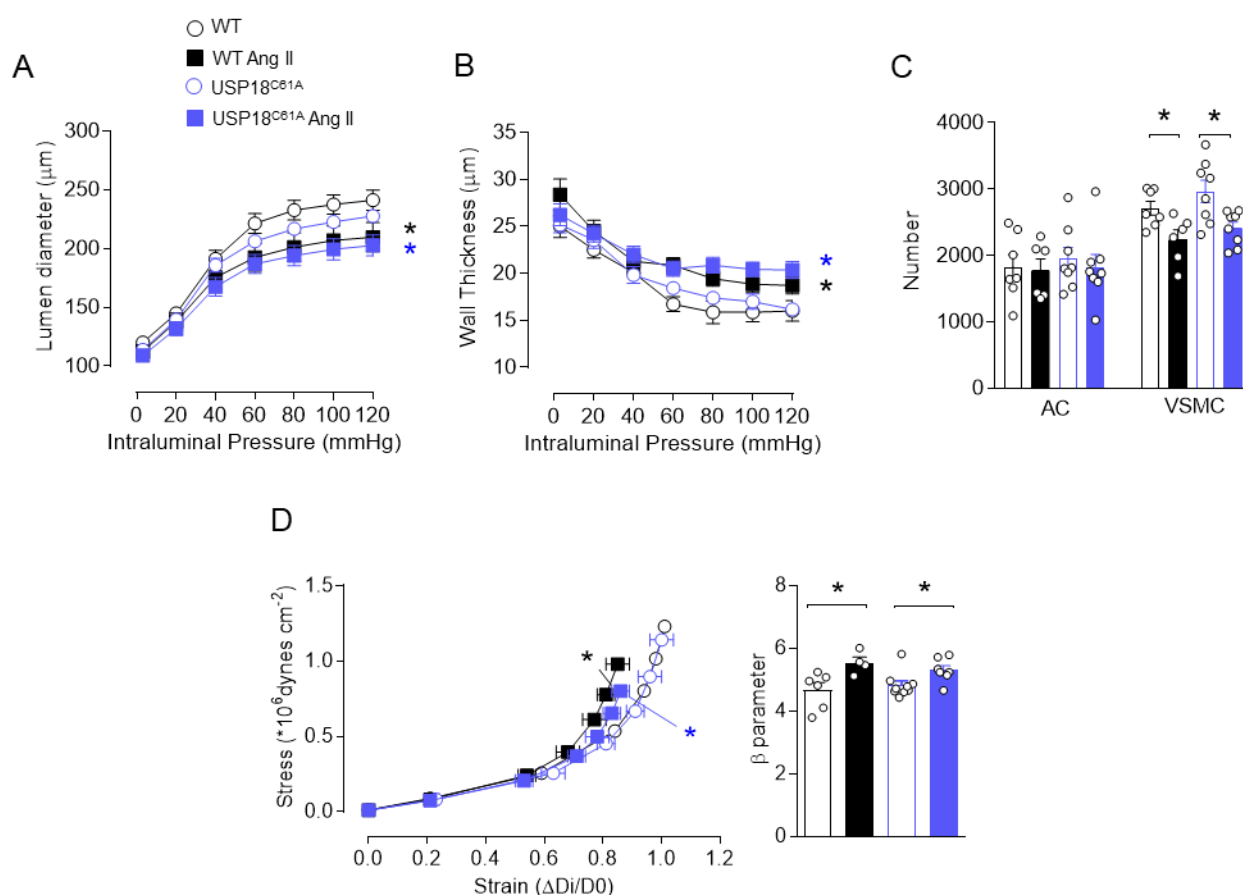 WT
WT Ang II
USP18C61A
USP18C61A Ang II
A
Lumen diameter (μm)
300
250
200
150
100
*
*
0 20 40 60 80 100 120
Intraluminal Pressure (mmHg)
B
Wall Thickness (μm)
35
30
25
20
15
10
*
*
0 20 40 60 80 100 120
Intraluminal Pressure (mmHg)
C
Number
4000
3000
2000
1000
0
* *
AC VSMC
D
Stress (*10⁶dynes cm⁻²)
1.5
1.0
0.5
0.0
*
*
0.0 0.2 0.4 0.6 0.8 1.0 1.2
Strain (ΔDi/D0)
β parameter
8
6
4
2
0
* *